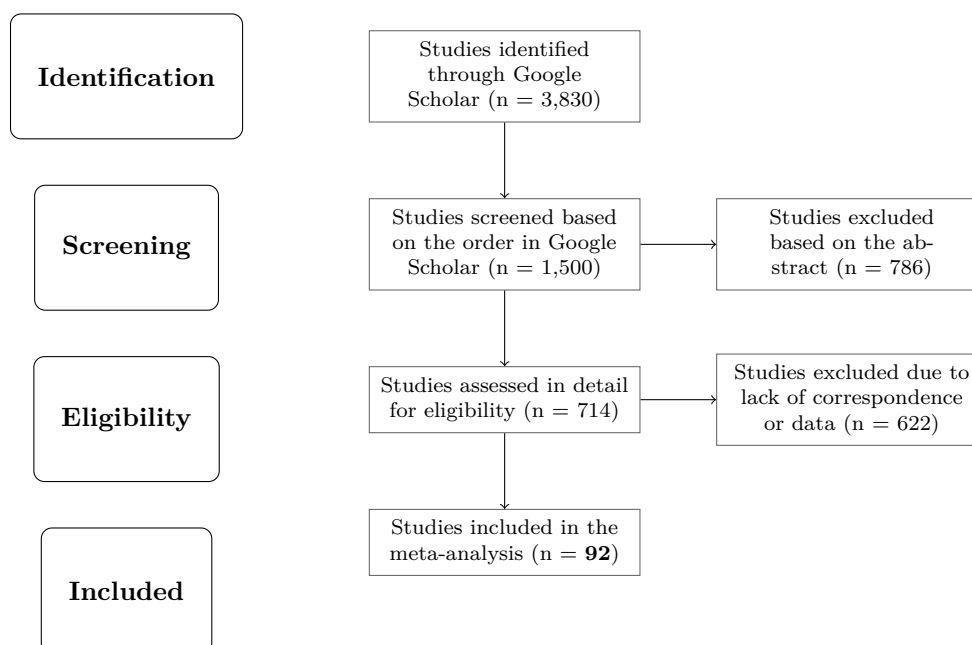 Identification
Studies identified
through Google
Scholar (n = 3,830)
Screening
Studies screened based
on the order in Google
Scholar (n = 1,500)
Studies excluded
based on the ab-
stract (n = 786)
Eligibility
Studies assessed in detail
for eligibility (n = 714)
Studies excluded due to
lack of correspondence
or data (n = 622)
Included
Studies included in the
meta-analysis (n = 92)